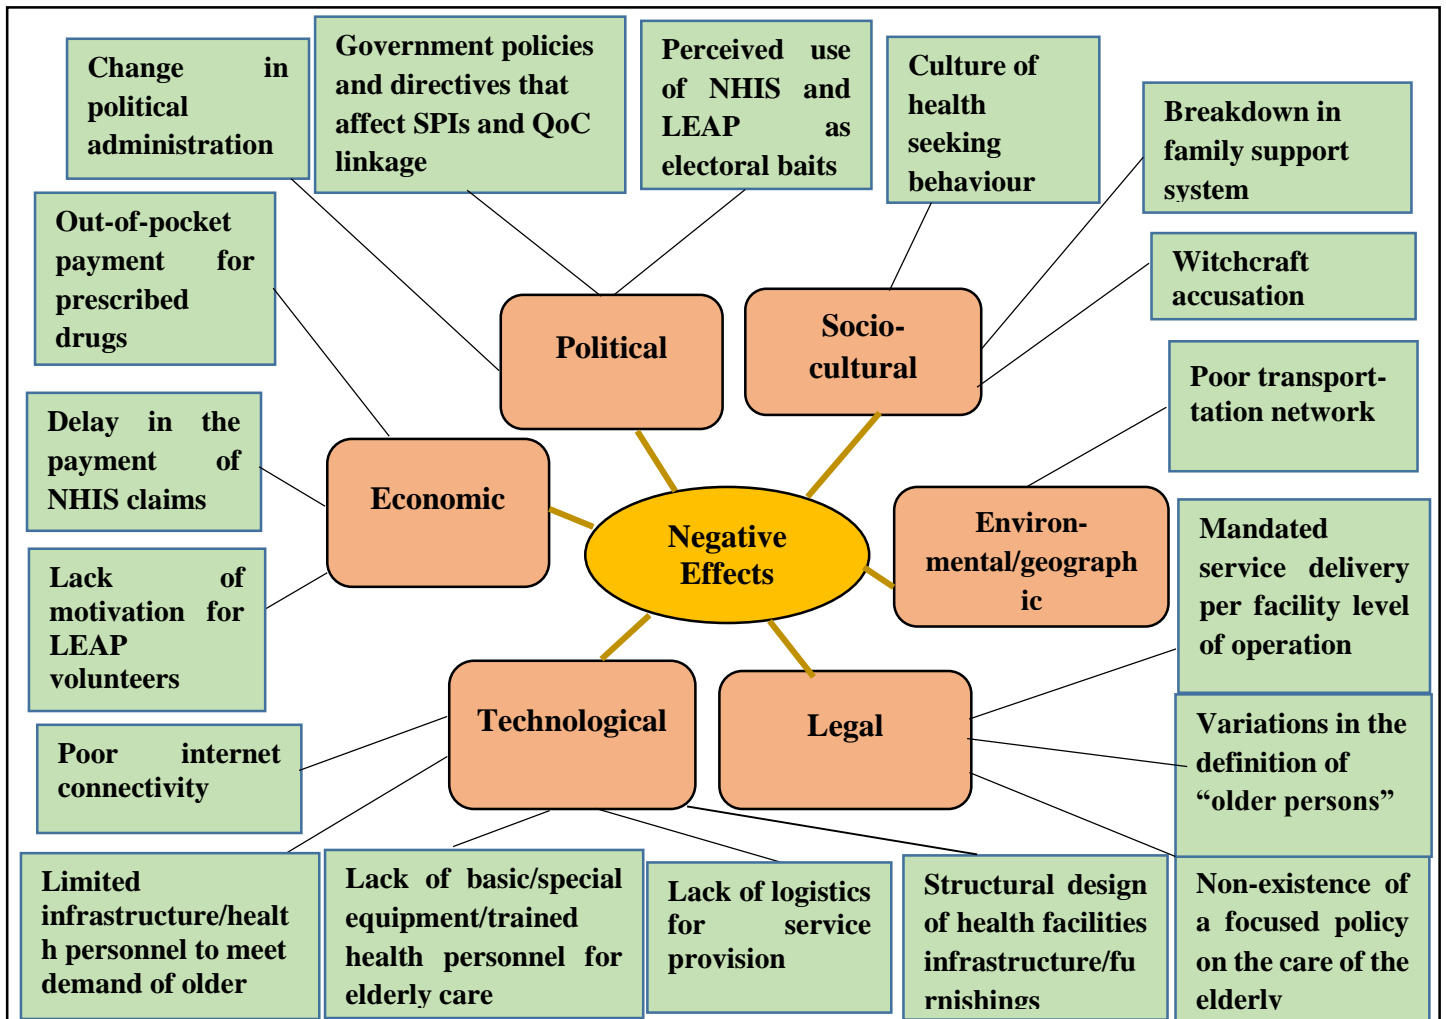 Change in
political
administration
Government policies
and directives that
affect SPIs and QoC
linkage
Perceived use
of NHIS and
LEAP as
electoral baits
Culture of
health
seeking
behaviour
Breakdown in
family support
system
Out-of-pocket
payment for
prescribed
drugs
Witchcraft
accusation
Political
Socio-
cultural
Poor transport-
tation network
Delay in the
payment of
NHIS claims
Economic
Negative
Effects
Environ-
mental/geograph
ic
Mandated
service delivery
per facility level
of operation
Lack of
motivation for
LEAP
volunteers
Technological
Legal
Variations in the
definition of
“older persons”
Poor internet
connectivity
Limited
infrastructure/healt
h personnel to meet
demand of older
Lack of basic/special
equipment/trained
health personnel for
elderly care
Lack of logistics
for service
provision
Structural design
of health facilities
infrastructure/fu
rnishings
Non-existence of
a focused policy
on the care of the
elderly